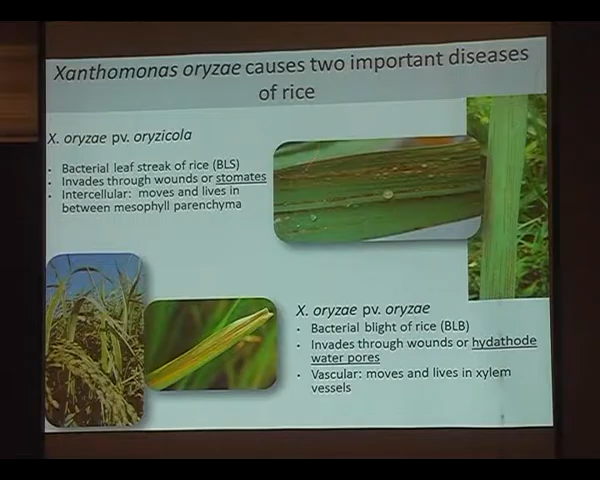 Xanthomonas oryzae causes two important diseases
of rice
X. oryzae pv. oryzicola
• Bacterial leaf streak of rice (BLS)
• Invades through wounds or stomates
• Intercellular: moves and lives in
between mesophyll parenchyma
X. oryzae pv. oryzae
• Bacterial blight of rice (BLB)
• Invades through wounds or hydathode
water pores
• Vascular: moves and lives in xylem
vessels